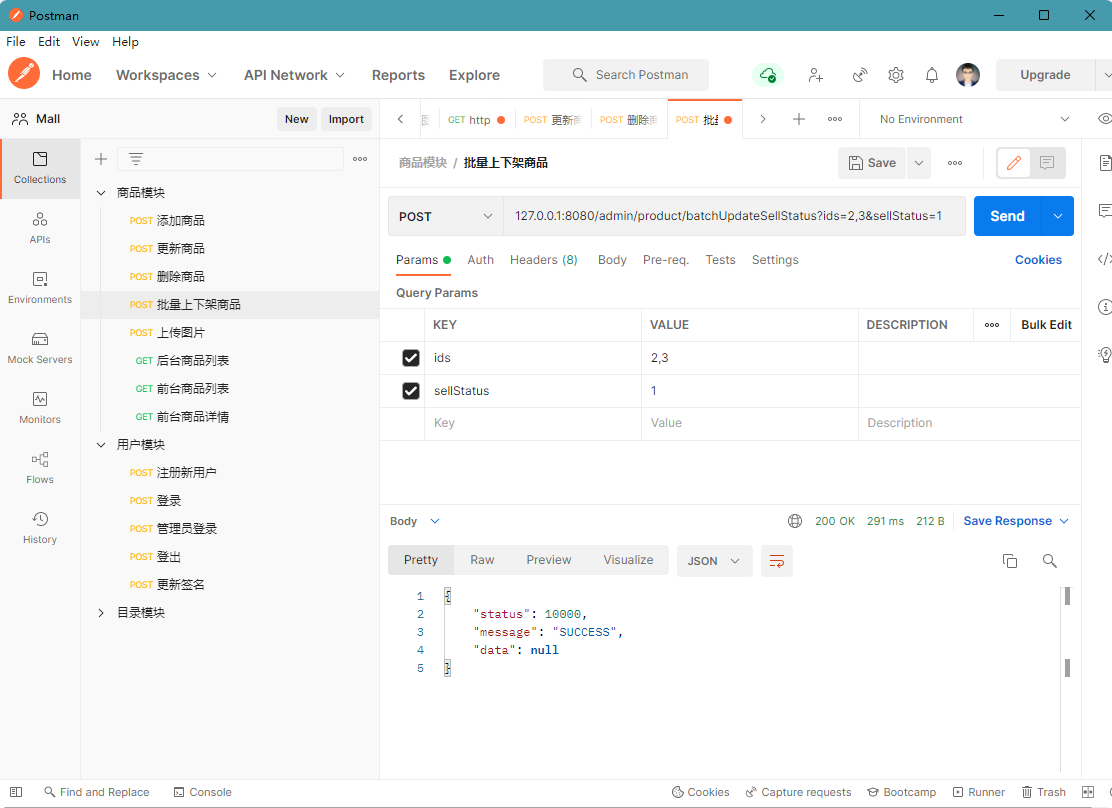 Postman
File Edit View Help
Home Workspaces API Network Reports Explore Search Postman Upgrade
Mall New Import
GET http POST 更新 POST 删除 POST 批 No Environment
Collections
APIs
Environments
Mock Servers
Monitors
Flows
History
商品模块
POST 添加商品
POST 更新商品
POST 删除商品
POST 批量上下架商品
POST 上传图片
GET 后台商品列表
GET 前台商品列表
GET 前台商品详情
用户模块
POST 注册新用户
POST 登录
POST 管理员登录
POST 登出
POST 更新签名
目录模块
商品模块 / 批量上下架商品 Save
POST 127.0.0.1:8080/admin/product/batchUpdateSellStatus?ids=2,3&sellStatus=1 Send
Params Auth Headers (8) Body Pre-req. Tests Settings Cookies
Query Params
KEY VALUE DESCRIPTION Bulk Edit
ids 2,3
sellStatus 1
Key Value Description
Body 200 OK 291 ms 212 B Save Response
Pretty Raw Preview Visualize JSON
1 {
2 "status": 10000,
3 "message": "SUCCESS",
4 "data": null
5 }
Find and Replace Console Cookies Capture requests Bootcamp Runner Trash